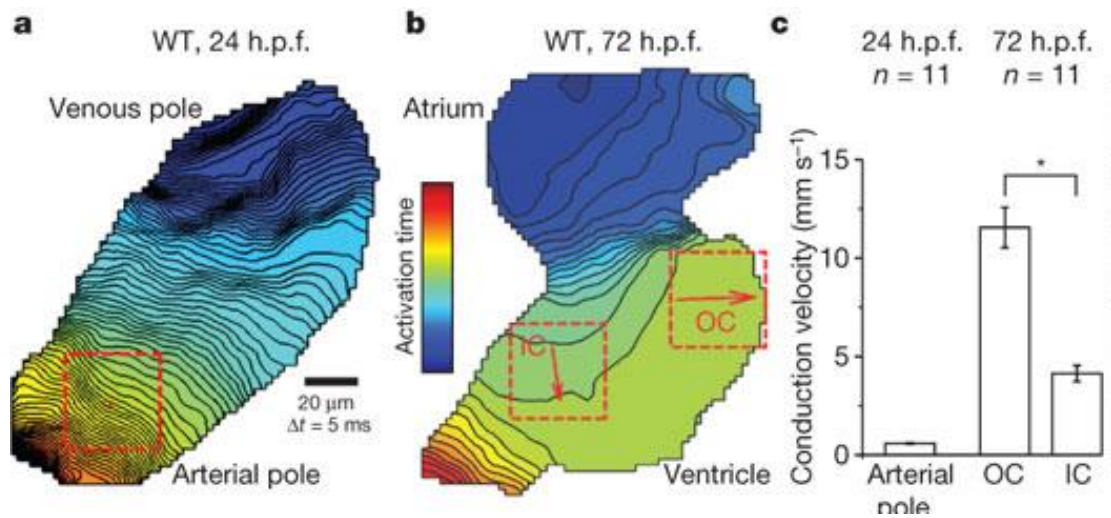 a
WT, 24 h.p.f.
Venous pole
20 μm
Δt = 5 ms
Arterial pole
b
WT, 72 h.p.f.
Atrium
Activation time
IC
OC
Ventricle
c
24 h.p.f. 72 h.p.f.
n = 11 n = 11
*
Conduction velocity (mm s⁻¹)
15
10
5
0
Arterial pole
OC
IC